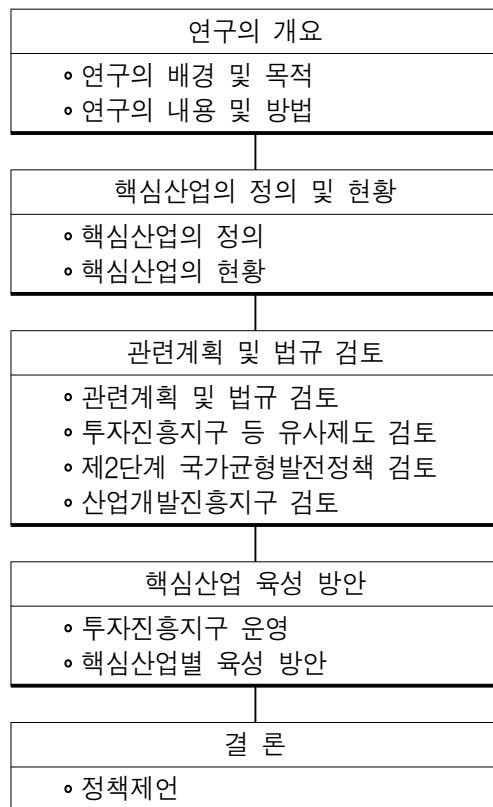 연구의 개요
∘ 연구의 배경 및 목적
∘ 연구의 내용 및 방법
핵심산업의 정의 및 현황
∘ 핵심산업의 정의
∘ 핵심산업의 현황
관련계획 및 법규 검토
∘ 관련계획 및 법규 검토
∘ 투자진흥지구 등 유사제도 검토
∘ 제2단계 국가균형발전정책 검토
∘ 산업개발진흥지구 검토
핵심산업 육성 방안
∘ 투자진흥지구 운영
∘ 핵심산업별 육성 방안
결 론
∘ 정책제언